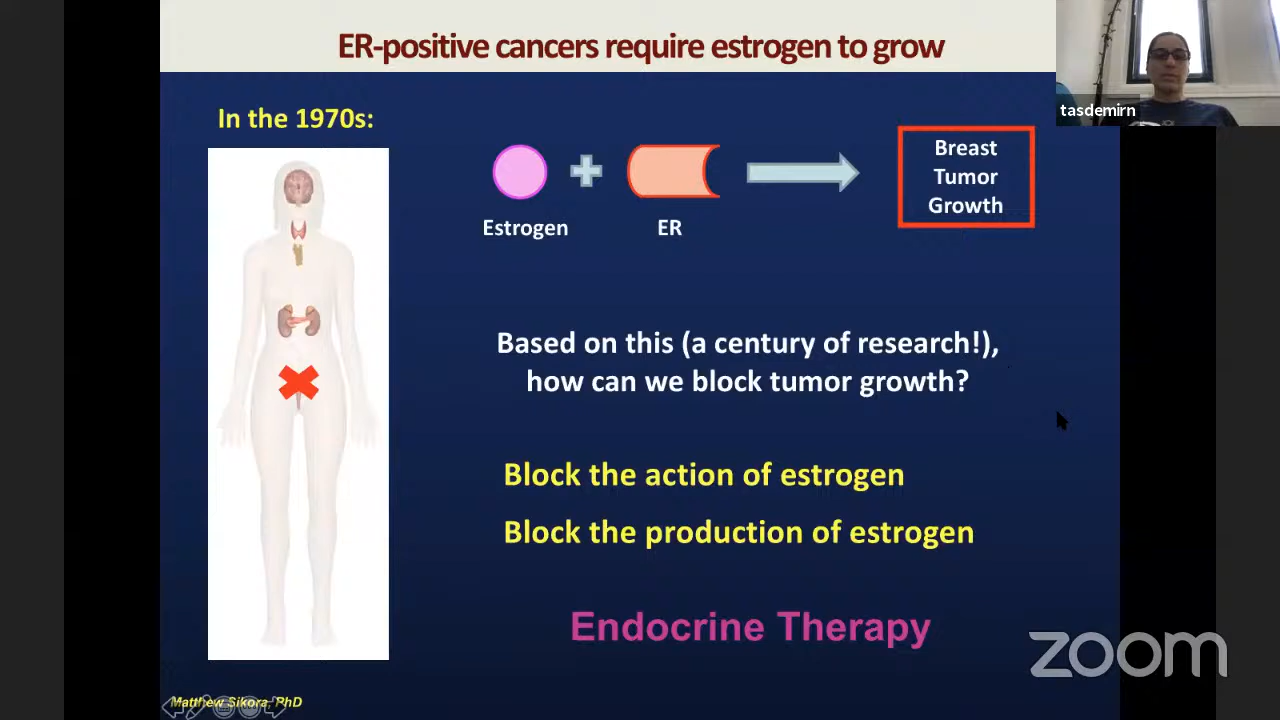 ER-positive cancers require estrogen to grow
tasdemirn
In the 1970s:
Breast
Tumor
Growth
Estrogen
ER
Based on this (a century of research!),
how can we block tumor growth?
Block the action of estrogen
Block the production of estrogen
Endocrine Therapy
zoom
Matthew Sikora, PhD